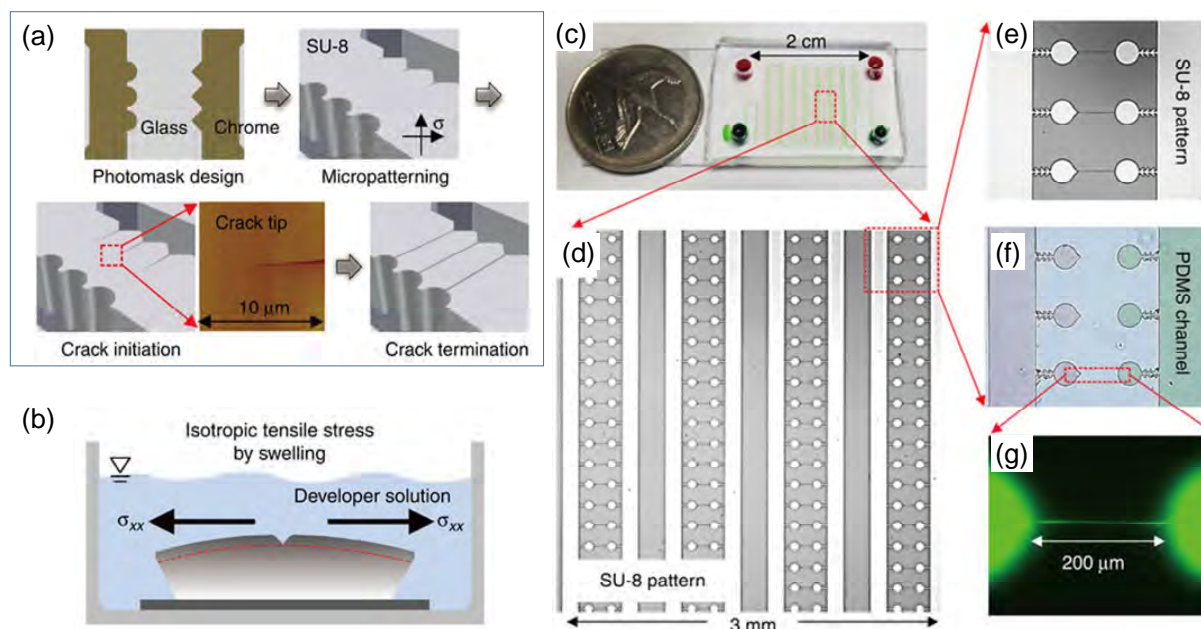 (a)
SU-8
Glass
Chrome
σ
Photomask design
Micropatterning
Crack tip
10 μm
Crack initiation
Crack termination
(b)
Isotropic tensile stress
by swelling
Developer solution
σxx
σxx
(c)
2 cm
(d)
SU-8 pattern
3 mm
(e)
SU-8 pattern
(f)
PDMS channel
(g)
200 μm